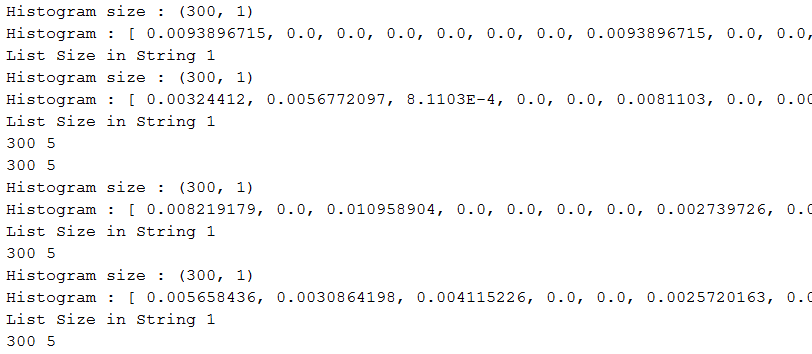 Histogram size : (300, 1)
Histogram : [ 0.0093896715, 0.0, 0.0, 0.0, 0.0, 0.0, 0.0, 0.0093896715, 0.0, 0.0,
List Size in String 1
Histogram size : (300, 1)
Histogram : [ 0.00324412, 0.0056772097, 8.1103E-4, 0.0, 0.0, 0.0081103, 0.0, 0.00
List Size in String 1
300 5
300 5
Histogram size : (300, 1)
Histogram : [ 0.008219179, 0.0, 0.010958904, 0.0, 0.0, 0.0, 0.0, 0.002739726, 0.0
List Size in String 1
300 5
Histogram size : (300, 1)
Histogram : [ 0.005658436, 0.0030864198, 0.004115226, 0.0, 0.0, 0.0025720163, 0.0
List Size in String 1
300 5